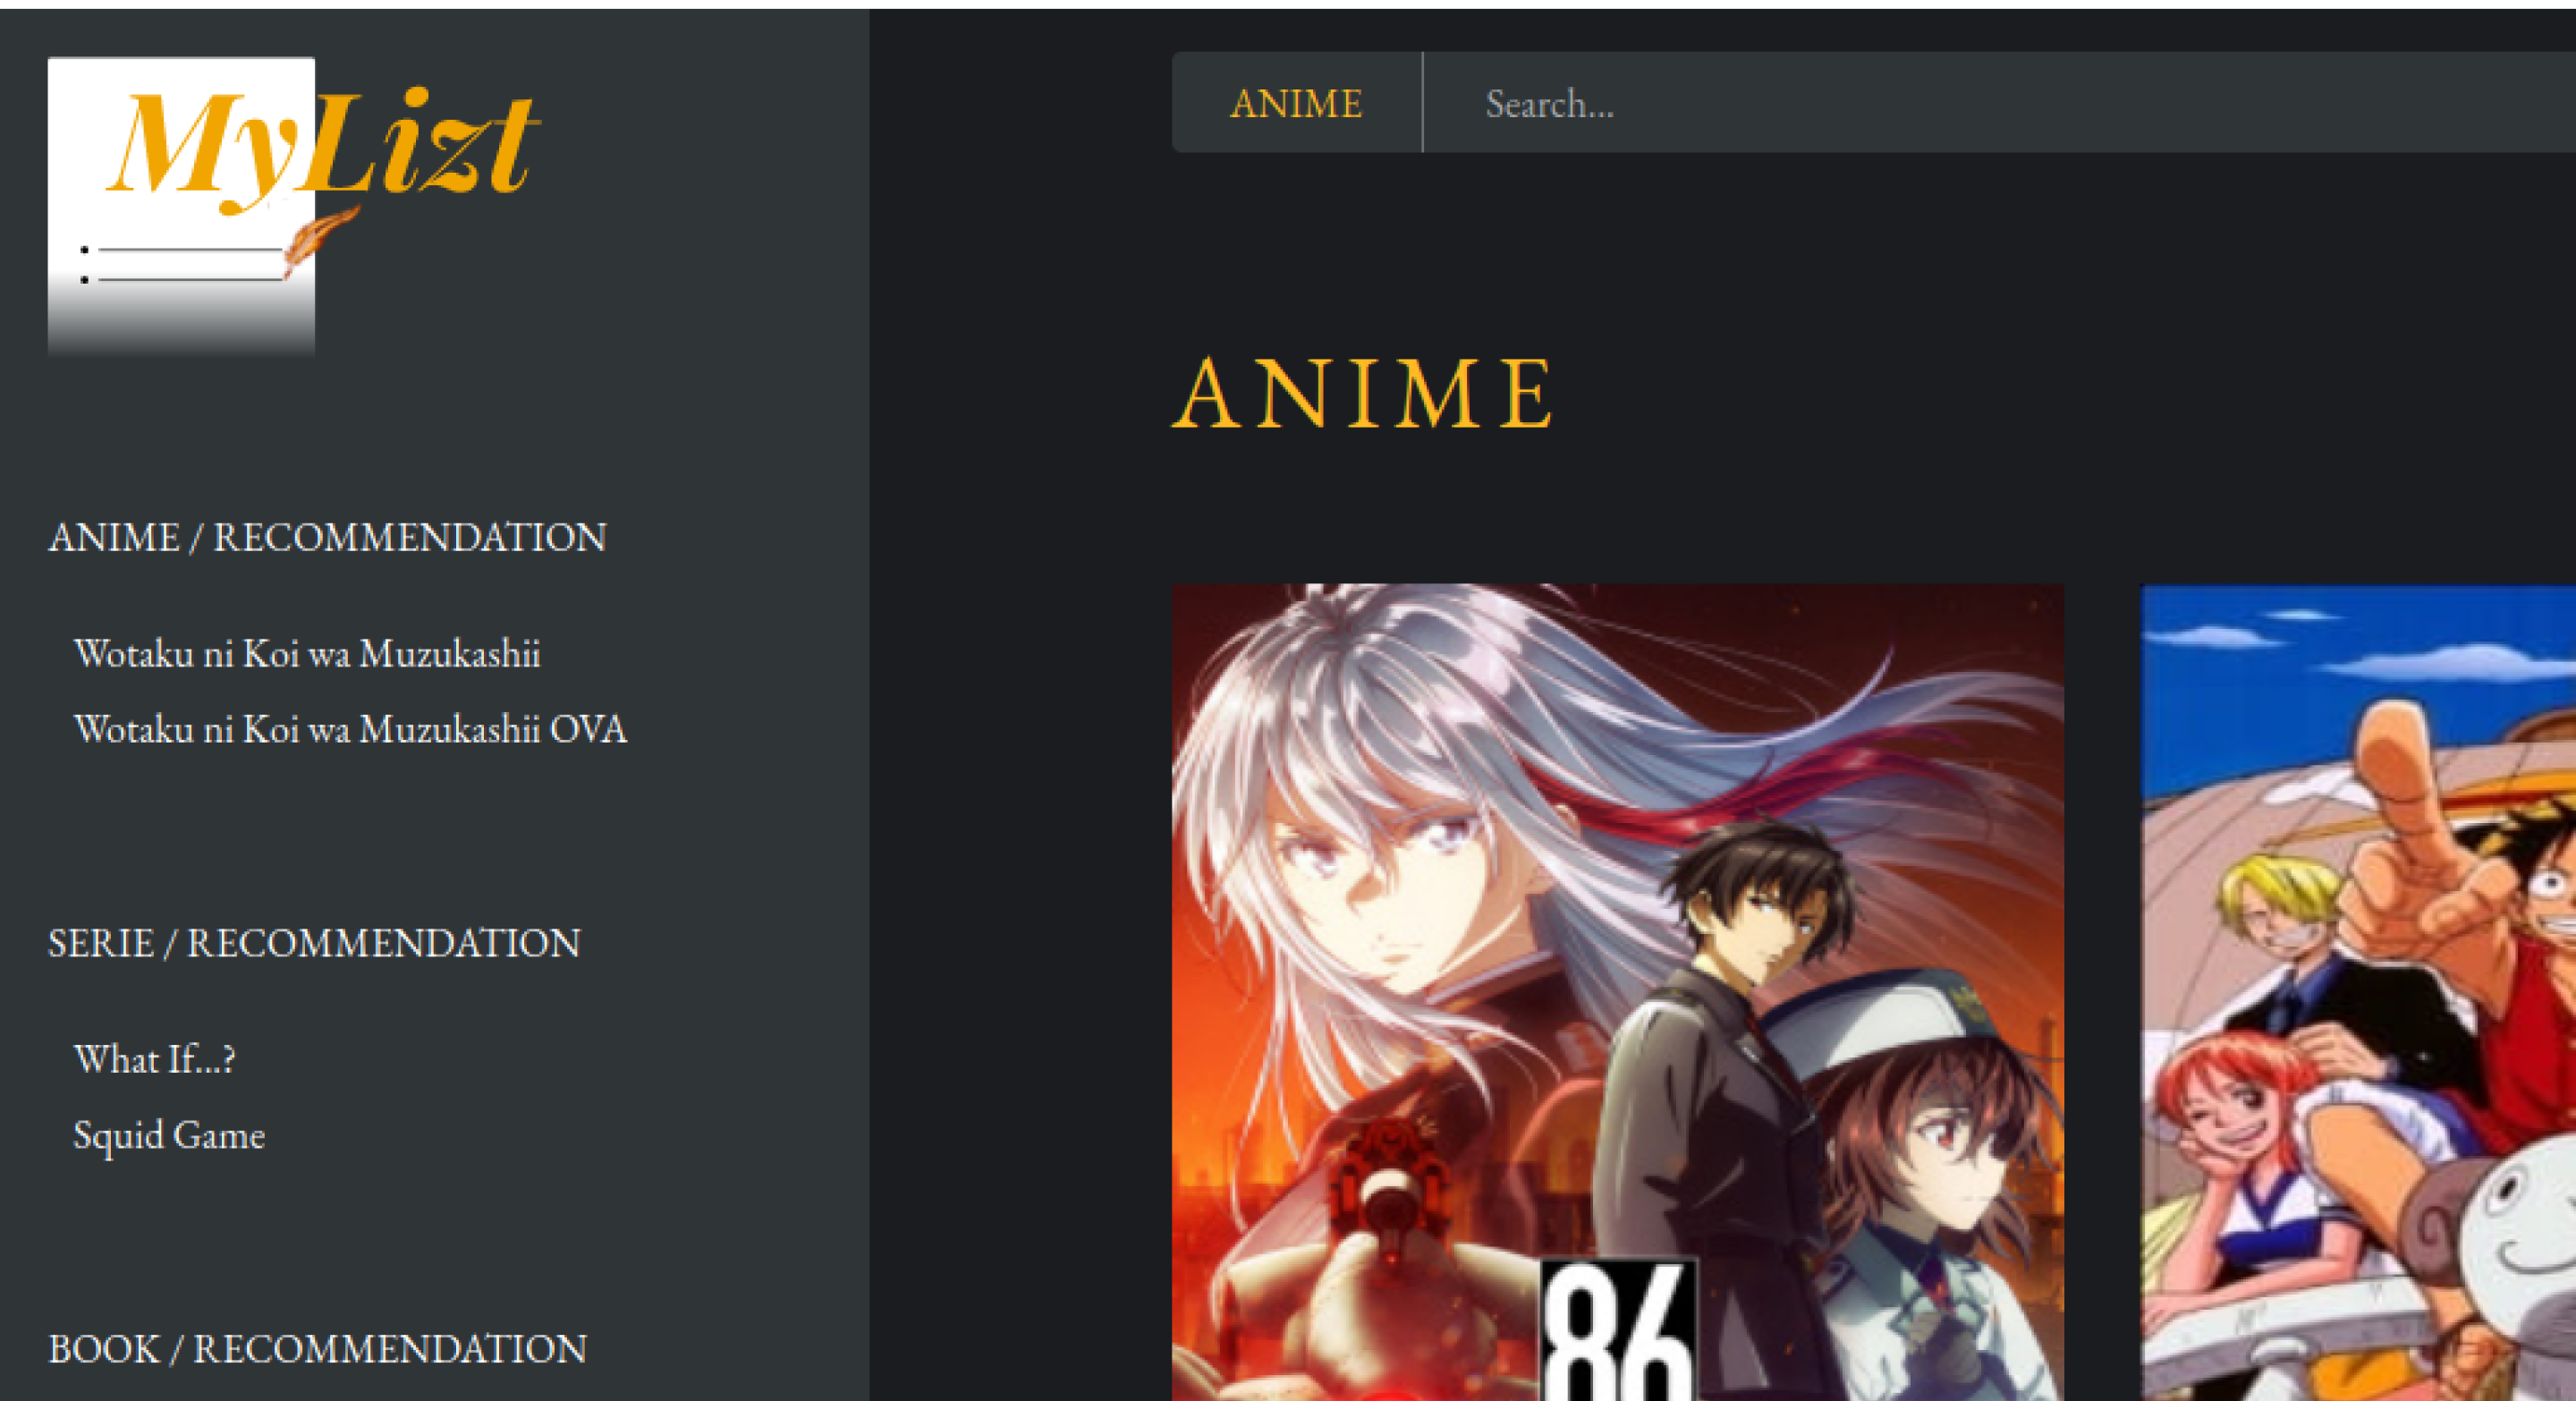 MyLizt
ANIME / RECOMMENDATION
Wotaku ni Koi wa Muzukashii
Wotaku ni Koi wa Muzukashii OVA
SERIE / RECOMMENDATION
What If...?
Squid Game
BOOK / RECOMMENDATION
ANIME
Search...
ANIME
86